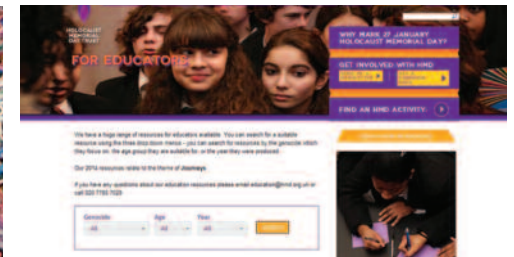 HOLOCAUST
MEMORIAL
DAY TRUST
FOR EDUCATORS
WHY MARK 27 JANUARY
HOLOCAUST MEMORIAL DAY?
GET INVOLVED WITH HMD
FIND AN HMD ACTIVITY:
We have a huge range of resources for educators available. You can search for a suitable
resource using the three drop down menus - you can search for resources by the genocide which
they focus on, the age group they are suitable for, or the year they were produced.
Our 2014 resources relate to the theme of Journeys.
If you have any questions about our education resources please email education@hmd.org.uk or
call 020 7785 7029
Genocide: Age: Year:
-All- -All- -All-